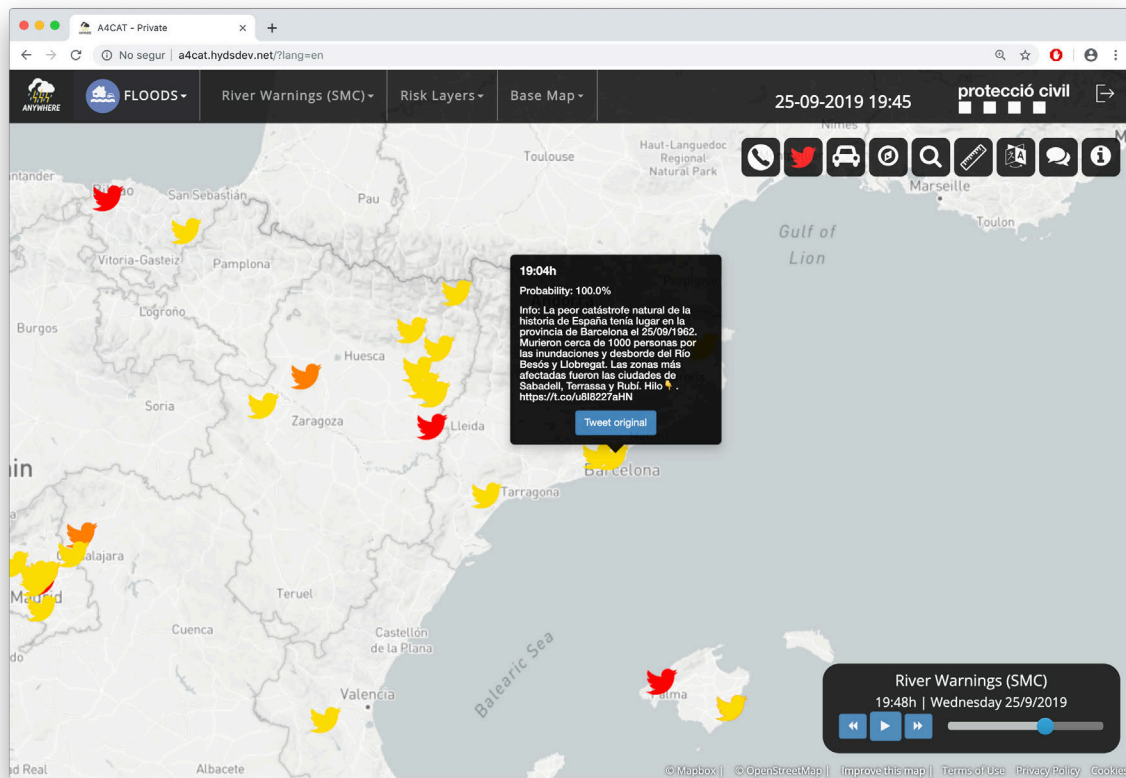 A4CAT - Private
No segur | a4cat.hydsdev.net/?lang=en
ANYWHERE
FLOODS
River Warnings (SMC)
Risk Layers
Base Map
25-09-2019 19:45
protecció civil
Nîmes
Toulouse
Haut-Languedoc
Regional
Natural Park
Marseille
Toulon
San Sebastián
Pau
Gulf of
Lion
Vitoria-Gasteiz
Pamplona
Logroño
Burgos
Huesca
Soria
Zaragoza
Lleida
19:04h
Probability: 100.0%
Info: La peor catástrofe natural de la
historia de España tenía lugar en la
provincia de Barcelona el 25/09/1962.
Murieron cerca de 1000 personas por
las inundaciones y desborde del Río
Besós y Llobregat. Las zonas más
afectadas fueron las ciudades de
Sabadell, Terrassa y Rubí. Hilo👇.
https://t.co/u8I8227aHN
Tweet original
Barcelona
Tarragona
Madrid
Teruel
Cuenca
Castellón
de la Plana
Balearic Sea
Valencia
Palma
Albacete
River Warnings (SMC)
19:48h | Wednesday 25/9/2019
© Mapbox | © OpenStreetMap | Improve this map | Terms of Use Privacy Policy Cookies